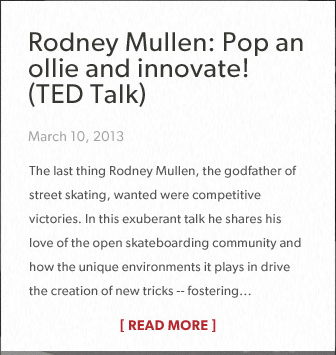 Rodney Mullen: Pop an
ollie and innovate!
(TED Talk)
March 10, 2013
The last thing Rodney Mullen, the godfather of
street skating, wanted were competitive
victories. In this exuberant talk he shares his
love of the open skateboarding community and
how the unique environments it plays in drive
the creation of new tricks -- fostering...
[ READ MORE ]